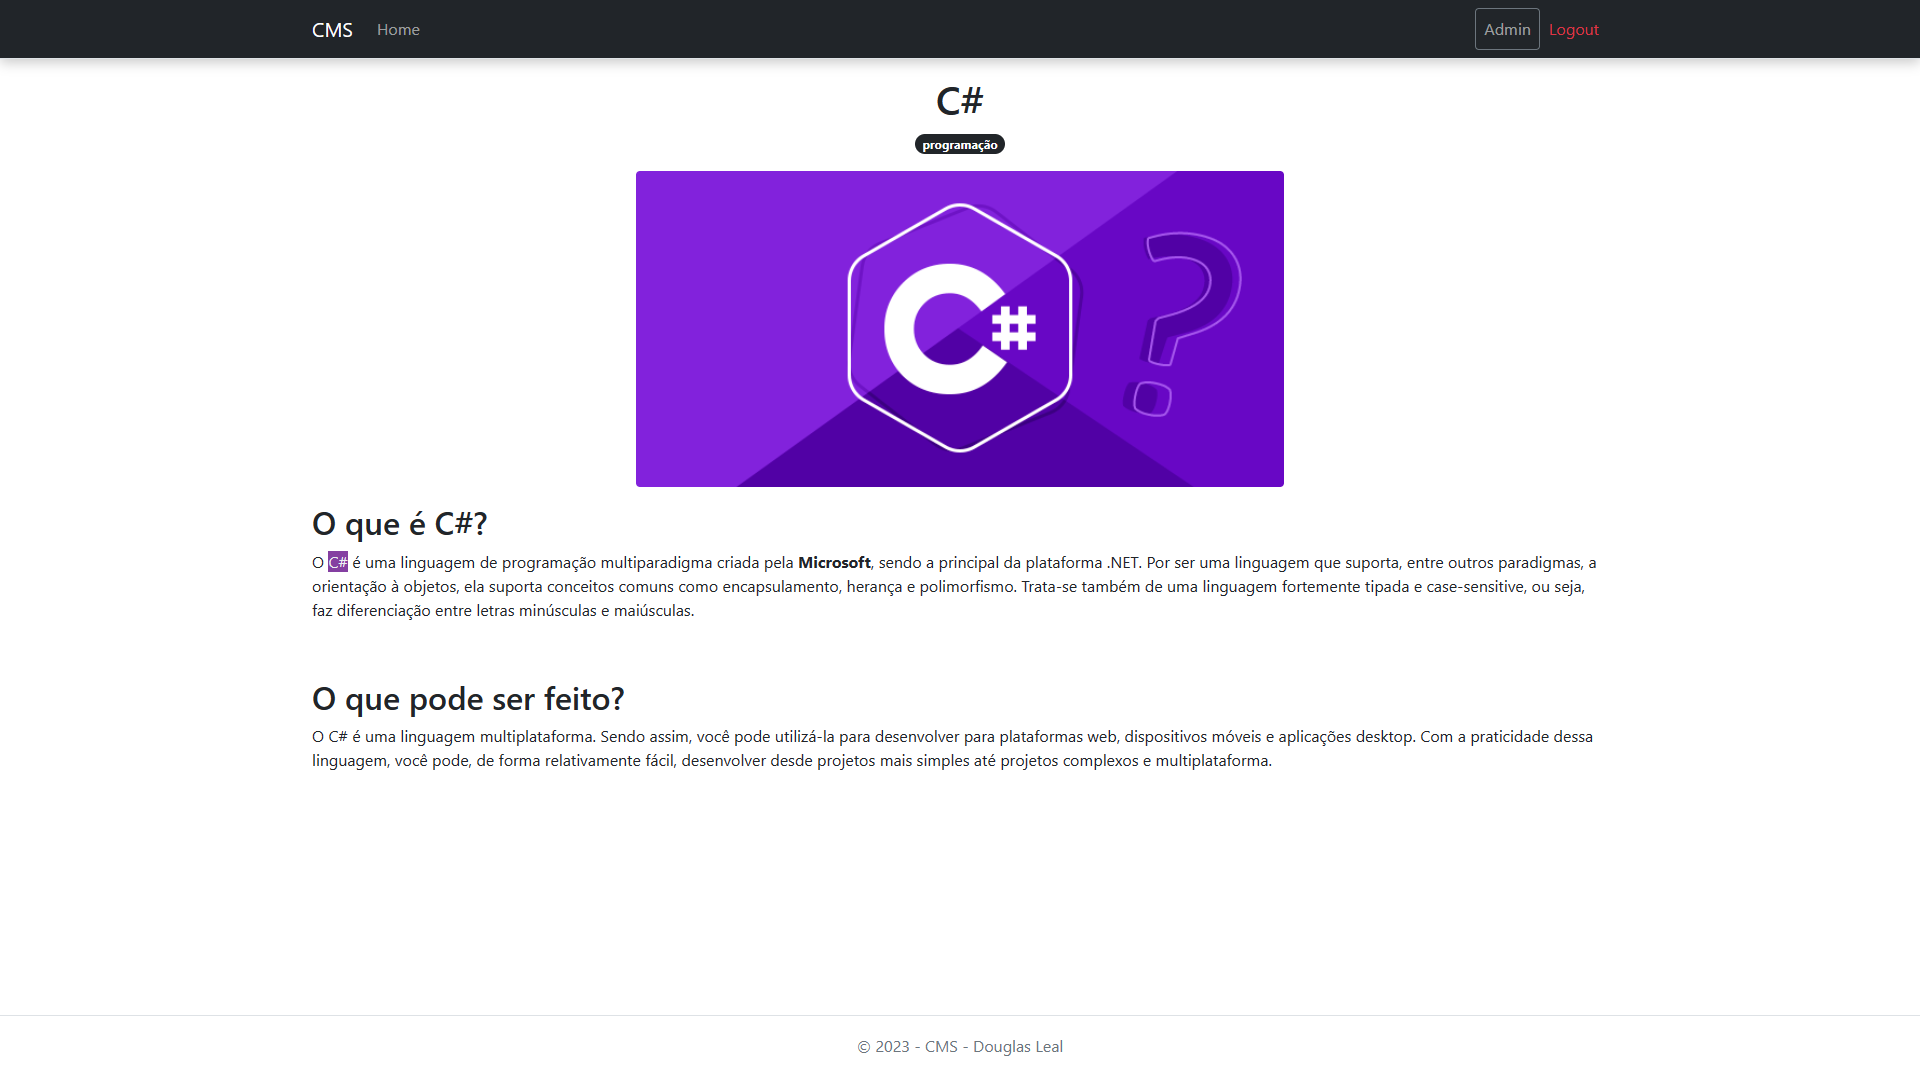 CMS Home Admin Logout
C#
programação
C# ?
O que é C#?
O C# é uma linguagem de programação multiparadigma criada pela Microsoft, sendo a principal da plataforma .NET. Por ser uma linguagem que suporta, entre outros paradigmas, a
orientação à objetos, ela suporta conceitos comuns como encapsulamento, herança e polimorfismo. Trata-se também de uma linguagem fortemente tipada e case-sensitive, ou seja,
faz diferenciação entre letras minúsculas e maiúsculas.
O que pode ser feito?
O C# é uma linguagem multiplataforma. Sendo assim, você pode utilizá-la para desenvolver para plataformas web, dispositivos móveis e aplicações desktop. Com a praticidade dessa
linguagem, você pode, de forma relativamente fácil, desenvolver desde projetos mais simples até projetos complexos e multiplataforma.
© 2023 - CMS - Douglas Leal